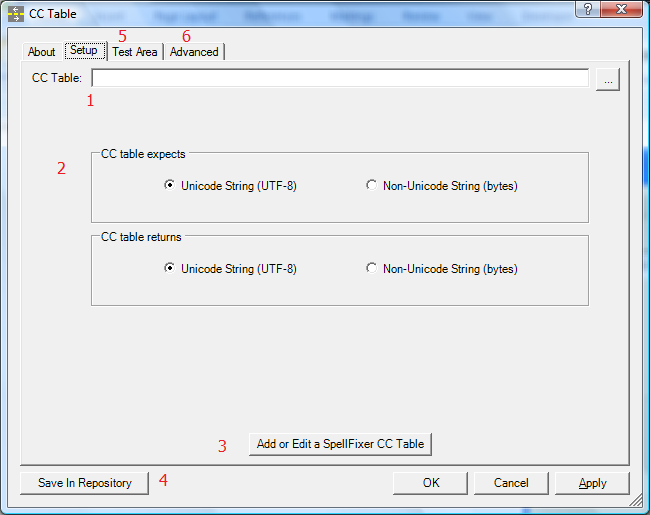 CC Table
5 6
About Setup Test Area Advanced
CC Table: ...
1
2 CC table expects
Unicode String (UTF-8) Non-Unicode String (bytes)
CC table returns
Unicode String (UTF-8) Non-Unicode String (bytes)
3 Add or Edit a SpellFixer CC Table
Save In Repository 4 OK Cancel Apply